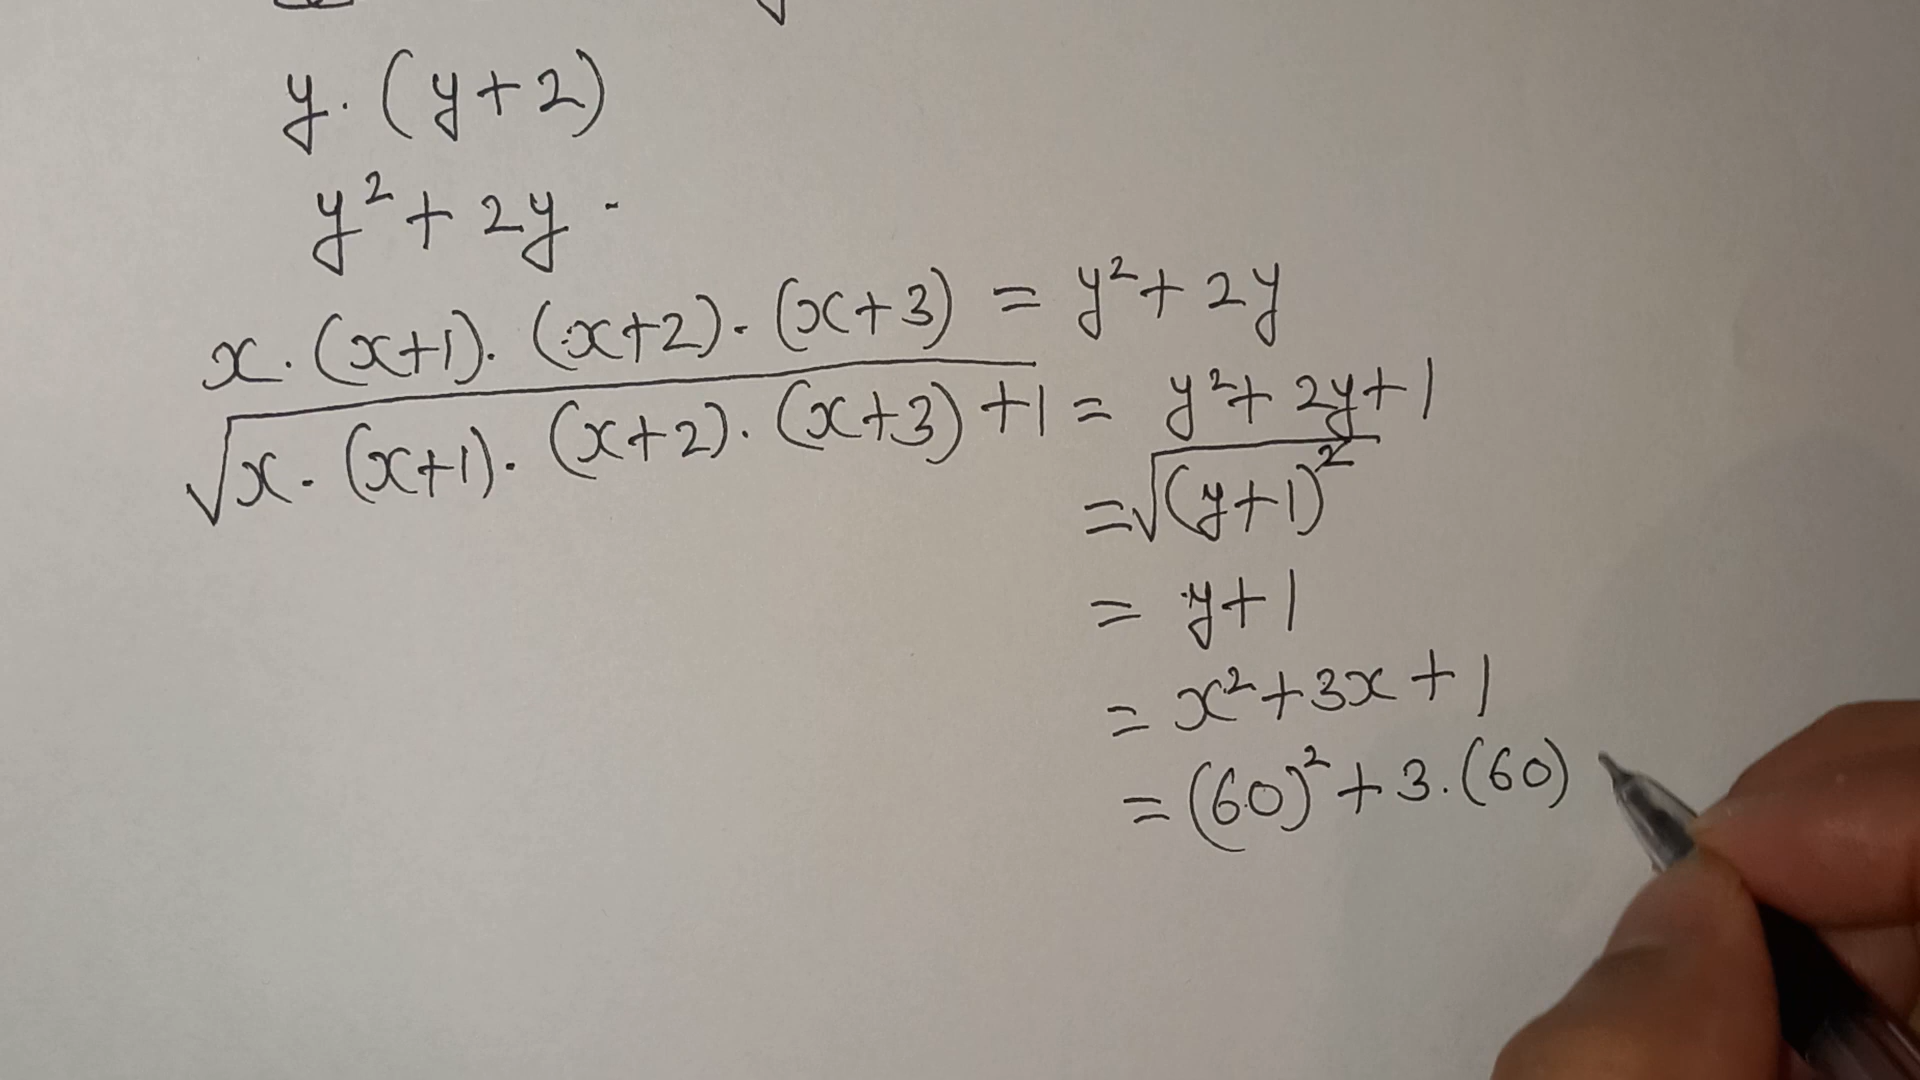 y. (y+2)
y² + 2y .
x. (x+1). (x+2). (x+3) = y² + 2y
√x. (x+1). (x+2). (x+3) +1 = y² + 2y + 1
= √(y+1)²
= y+1
= x² + 3x + 1
= (60)² + 3. (60)